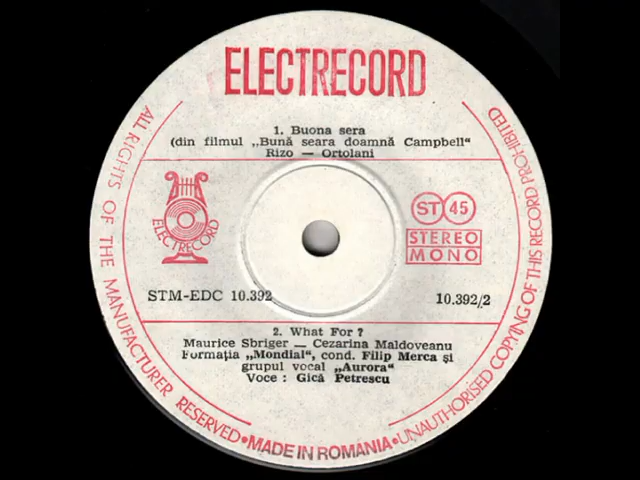 ELECTRECORD
1. Buona sera
(din filmul „Bună seara doamnă Campbell“
Rizo — Ortolani
ELECTRECORD
ST 45
STEREO
MONO
STM-EDC 10.392
10.392/2
2. What For ?
Maurice Sbriger — Cezarina Maldoveanu
Formația „Mondial“, cond. Filip Merca și
grupul vocal „Aurora“
Voce : Gică Petrescu
ALL RIGHTS OF THE MANUFACTURER RESERVED • MADE IN ROMANIA • UNAUTHORISED COPYING OF THIS RECORD PROHIBITED